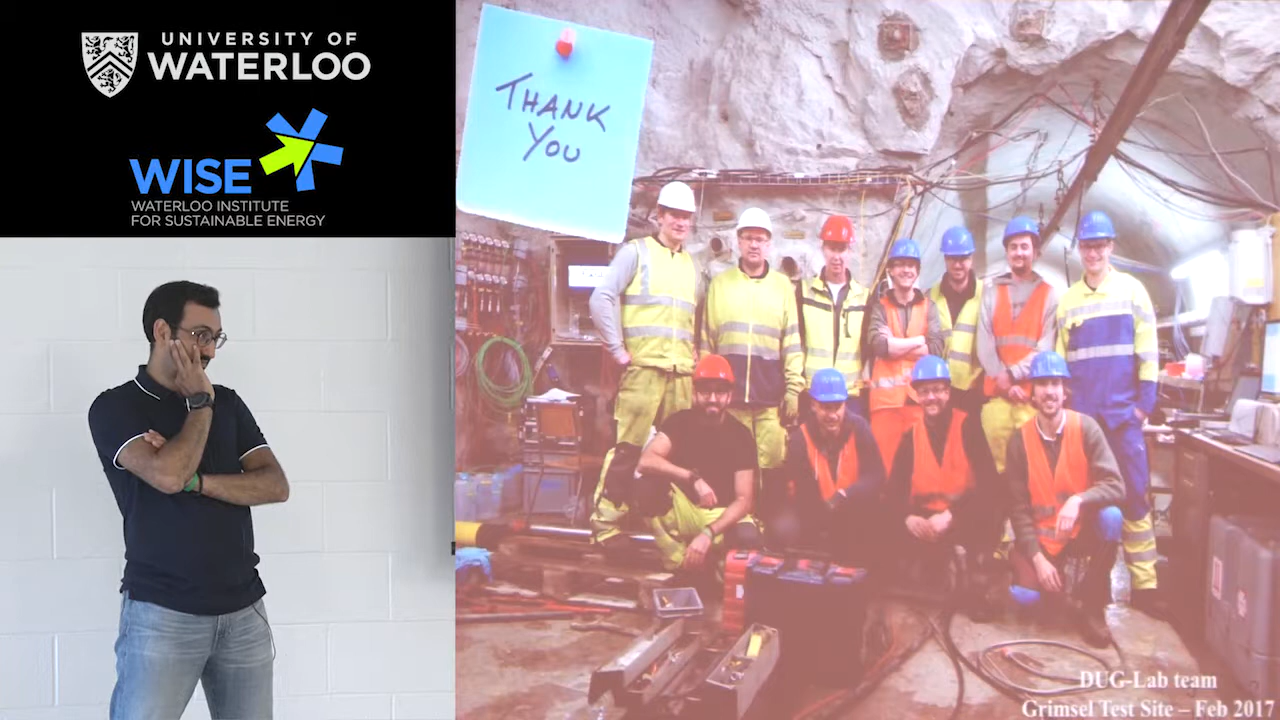 UNIVERSITY OF
WATERLOO
WISE
WATERLOO INSTITUTE
FOR SUSTAINABLE ENERGY
THANK
YOU
DUG-Lab team
Grimsel Test Site – Feb 2017